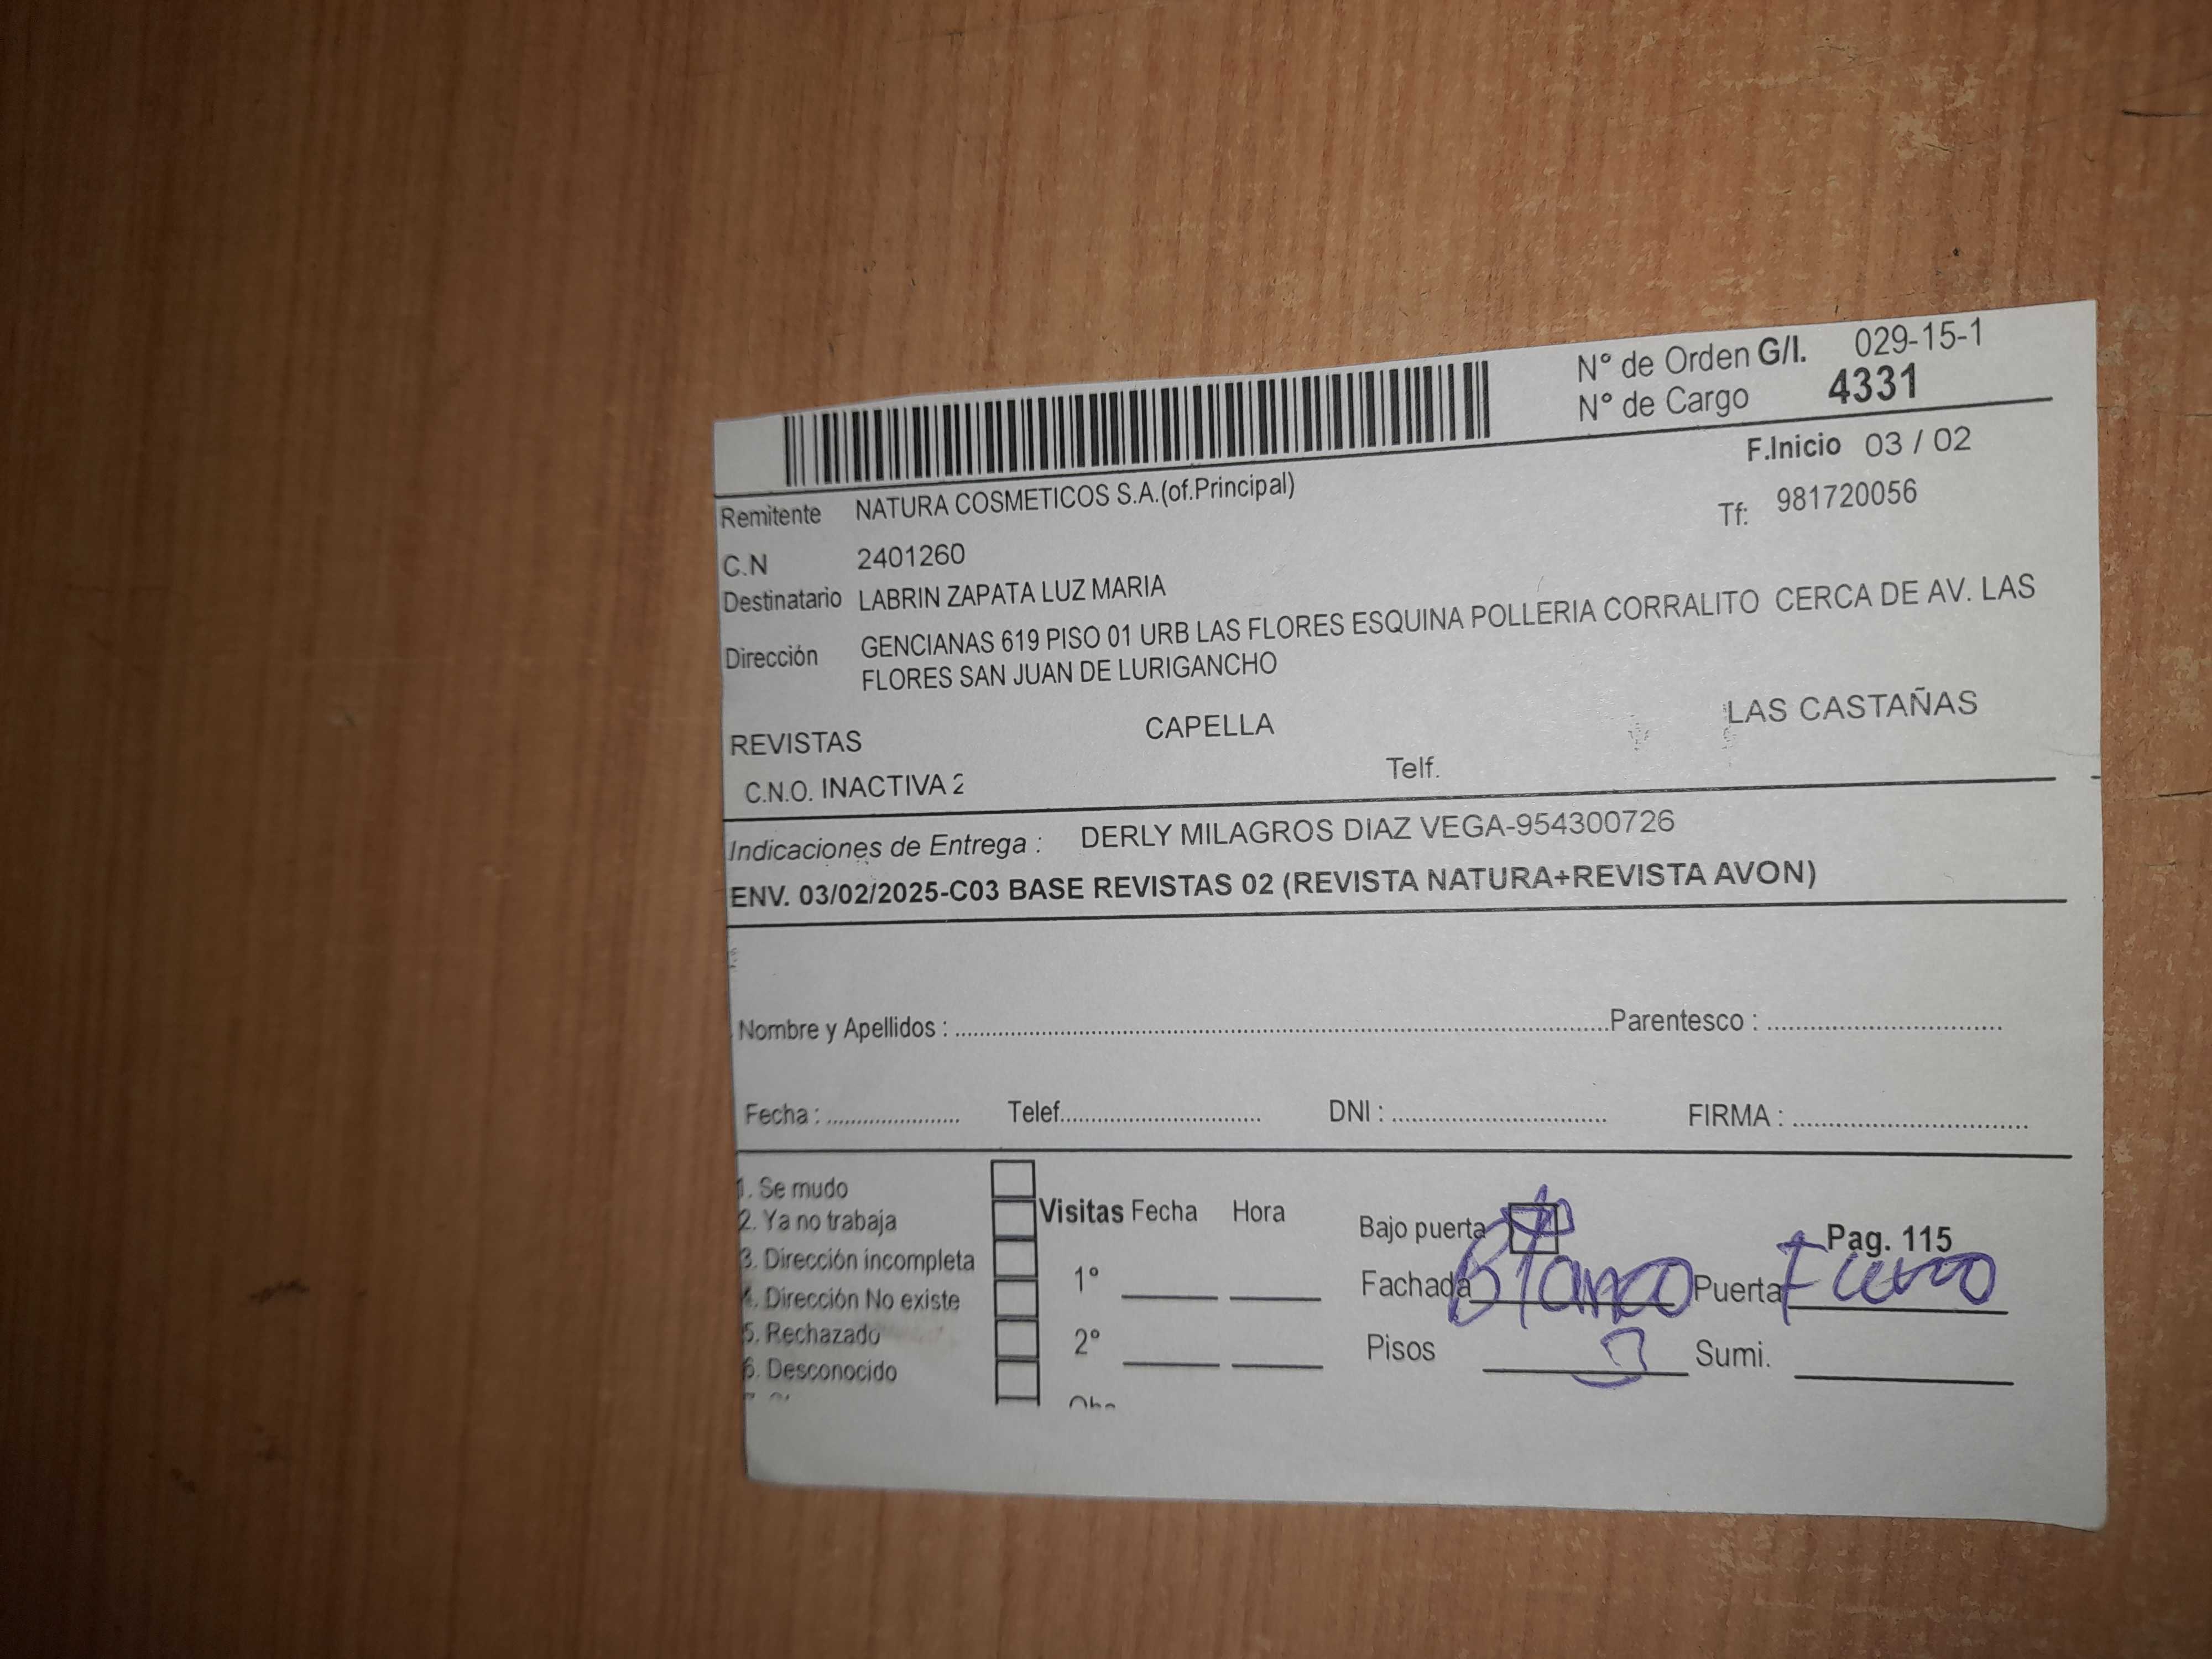 N° de Orden G/I. 029-15-1
N° de Cargo 4331
F.Inicio 03 / 02
Remitente NATURA COSMETICOS S.A.(of.Principal)
Tf: 981720056
C.N 2401260
Destinatario LABRIN ZAPATA LUZ MARIA
Dirección GENCIANAS 619 PISO 01 URB LAS FLORES ESQUINA POLLERIA CORRALITO CERCA DE AV. LAS
FLORES SAN JUAN DE LURIGANCHO
REVISTAS CAPELLA LAS CASTAÑAS
C.N.O. INACTIVA 2 Telf.
Indicaciones de Entrega : DERLY MILAGROS DIAZ VEGA-954300726
ENV. 03/02/2025-C03 BASE REVISTAS 02 (REVISTA NATURA+REVISTA AVON)
Nombre y Apellidos : Parentesco :
Fecha : Telef. DNI : FIRMA :
1. Se mudo
2. Ya no trabaja
3. Dirección incompleta
4. Dirección No existe
5. Rechazado
6. Desconocido
Visitas Fecha Hora
1°
2°
Bajo puerta Pag. 115
Fachada Blanco Puerta Fierro
Pisos 3 Sumi.